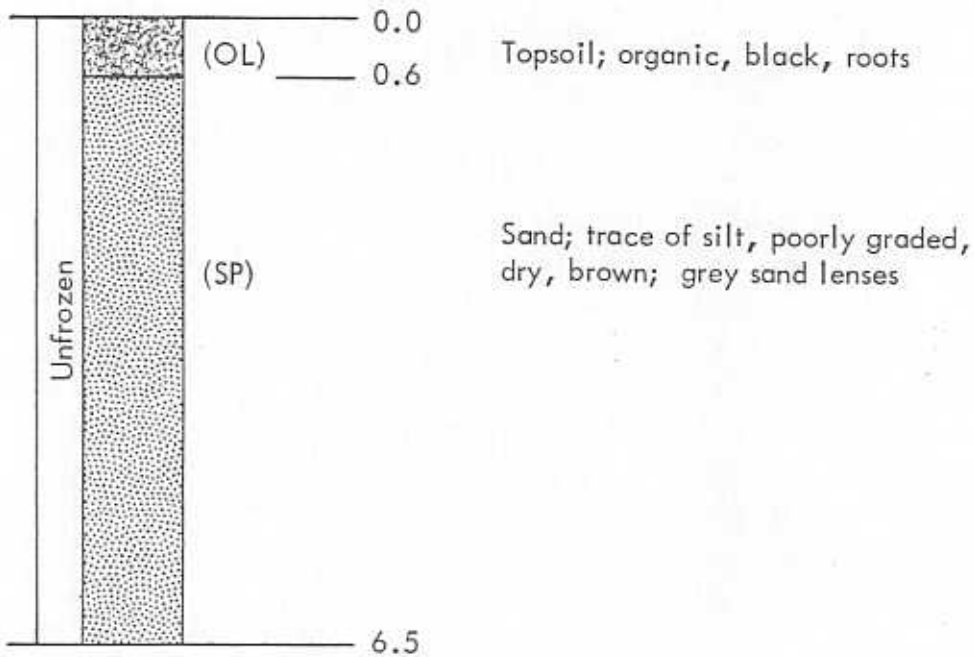 0.0
(OL)
Topsoil; organic, black, roots
0.6
Sand; trace of silt, poorly graded,
(SP)
dry, brown; grey sand lenses
Unfrozen
6.5